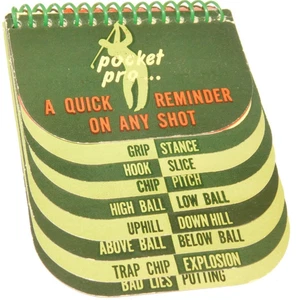 pocket
pro...
A QUICK REMINDER
ON ANY SHOT
GRIP STANCE
HOOK SLICE
CHIP PITCH
HIGH BALL LOW BALL
UPHILL DOWN HILL
ABOVE BALL BELOW BALL
TRAP CHIP EXPLOSION
BAD LIES PUTTING